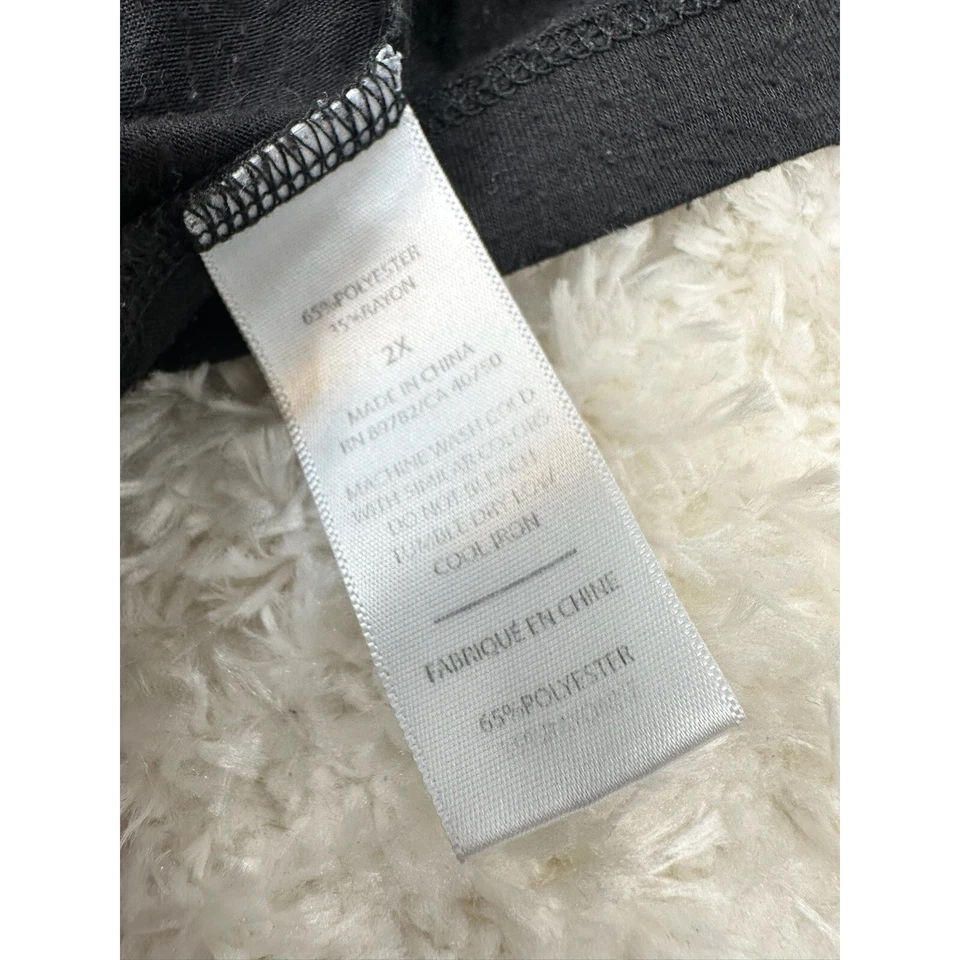 65%POLYESTER
35%RAYON
2X
MADE IN CHINA
RN 89782/CA 40750
MACHINE WASH COLD
WITH SIMILAR COLORS
DO NOT BLEACH
TUMBLE DRY LOW
COOL IRON
FABRIQUÉ EN CHINE
65%POLYESTER